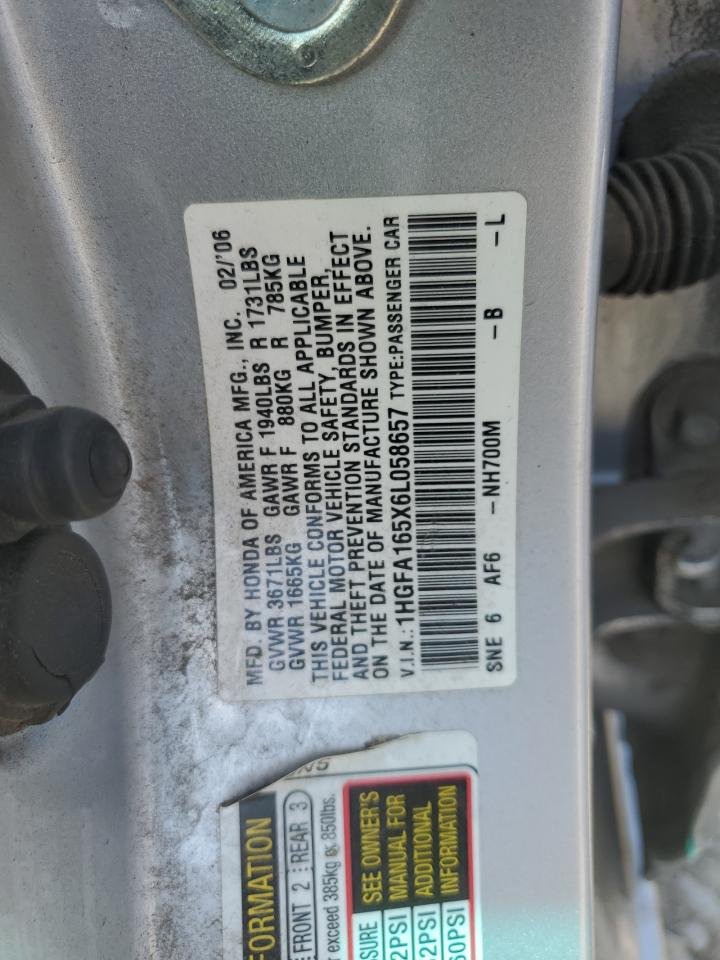 MFD. BY HONDA OF AMERICA MFG., INC. 02/'06
GVWR 3671LBS GAWR F 1940LBS R 1731LBS
GVWR 1665KG GAWR F 880KG R 785KG
THIS VEHICLE CONFORMS TO ALL APPLICABLE
FEDERAL MOTOR VEHICLE SAFETY, BUMPER,
AND THEFT PREVENTION STANDARDS IN EFFECT
ON THE DATE OF MANUFACTURE SHOWN ABOVE.
V.I.N.: 1HGFA165X6L058657 TYPE:PASSENGER CAR
SNE 6 AF6 -NH700M -B -L
FRONT 2 REAR 3
exceed 385kg 850lbs.
SEE OWNER'S
MANUAL FOR
ADDITIONAL
INFORMATION